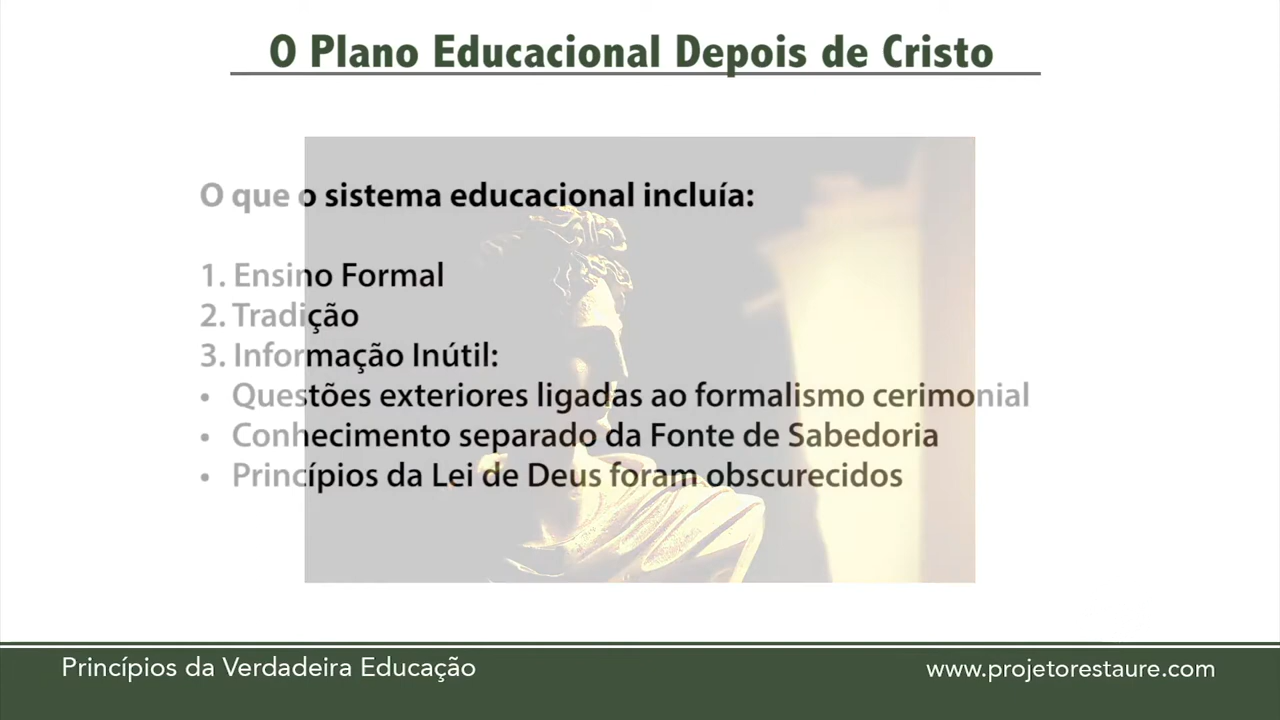 O Plano Educacional Depois de Cristo
O que o sistema educacional incluía:
1. Ensino Formal
2. Tradição
3. Informação Inútil:
• Questões exteriores ligadas ao formalismo cerimonial
• Conhecimento separado da Fonte de Sabedoria
• Princípios da Lei de Deus foram obscurecidos
Princípios da Verdadeira Educação
www.projetorestaure.com